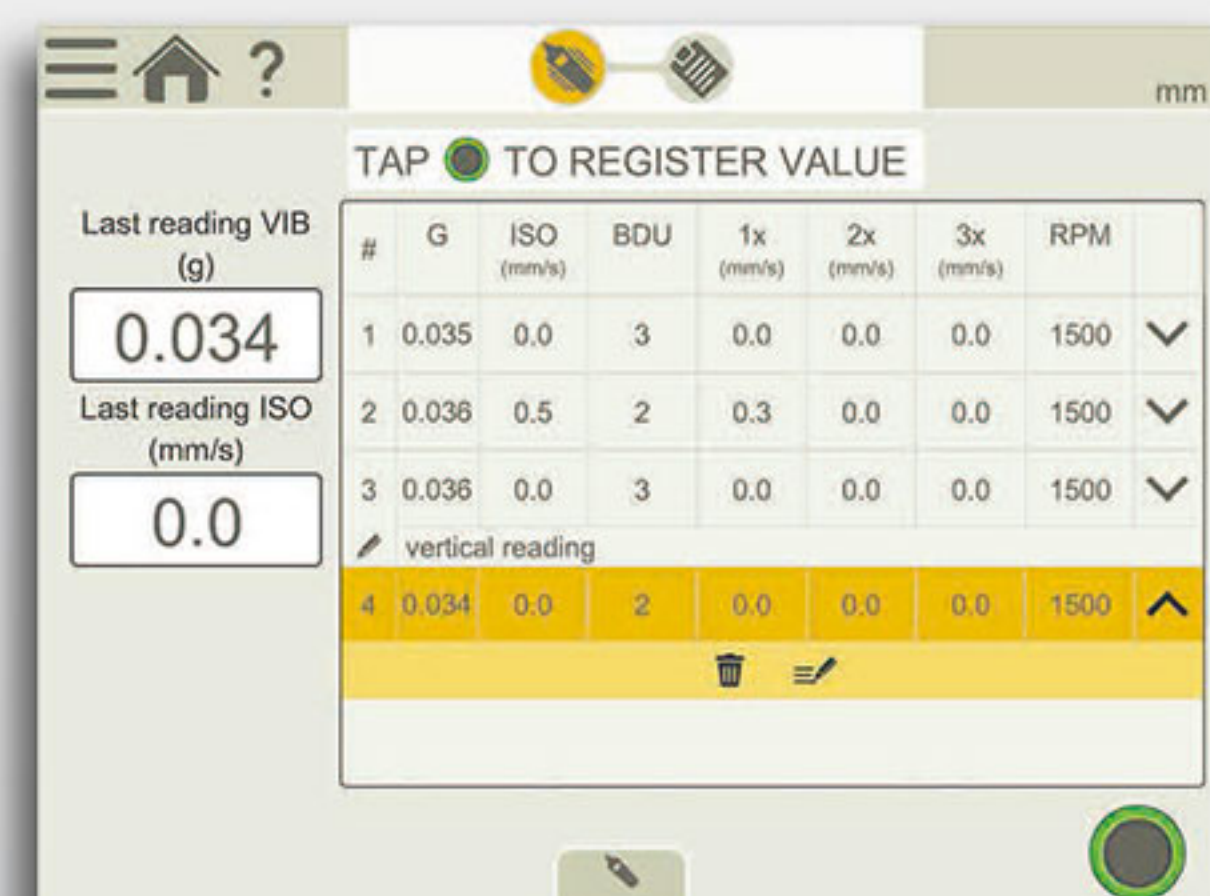 ?
mm
TAP TO REGISTER VALUE
Last reading VIB
(g)
0.034
Last reading ISO
(mm/s)
0.0
# G ISO (mm/s) BDU 1x (mm/s) 2x (mm/s) 3x (mm/s) RPM
1 0.035 0.0 3 0.0 0.0 0.0 1500
2 0.036 0.5 2 0.3 0.0 0.0 1500
3 0.036 0.0 3 0.0 0.0 0.0 1500
vertical reading
4 0.034 0.0 2 0.0 0.0 0.0 1500